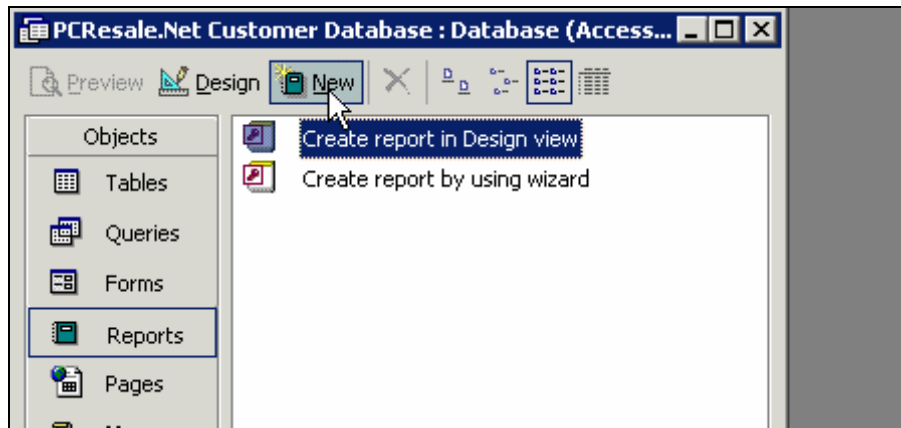 PCResale.Net Customer Database : Database (Access...
Preview Design New
Objects
Create report in Design view
Create report by using wizard
Tables
Queries
Forms
Reports
Pages